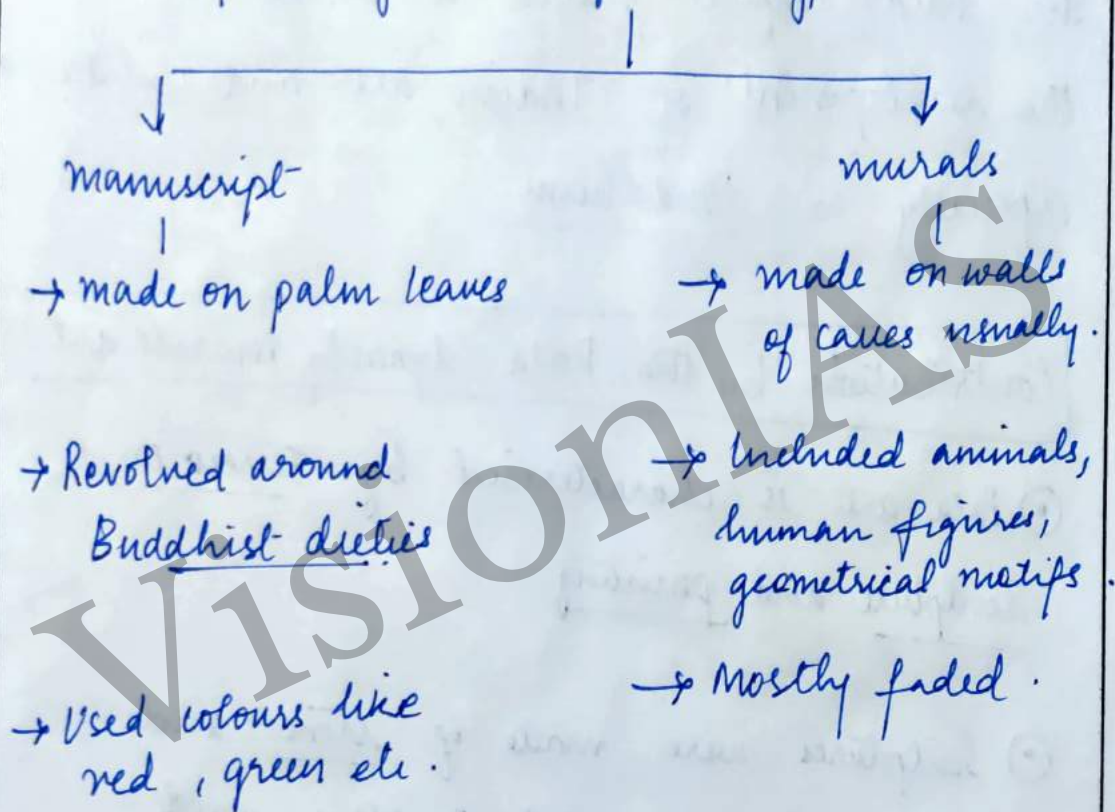 manuscript
→ made on palm leaves
→ Revolved around
Buddhist dieties
→ Used colours like
red, green etc.
murals
→ made on walls
of caves usually.
→ Included animals,
human figures,
geometrical motifs.
→ Mostly faded.
VisionIAS